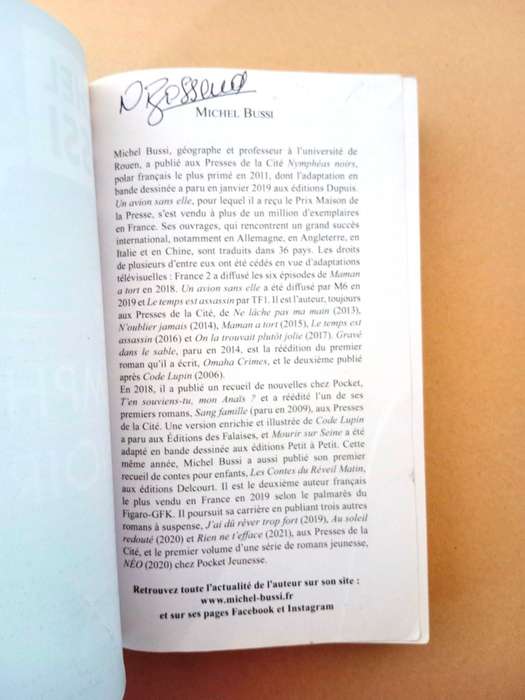 MICHEL BUSSI
Michel Bussi, géographe et professeur à l'université de
Rouen, a publié aux Presses de la Cité Nymphéas noirs,
polar français le plus primé en 2011, dont l'adaptation en
bande dessinée a paru en janvier 2019 aux éditions Dupuis.
Un avion sans elle, pour lequel il a reçu le Prix Maison de
la Presse, s'est vendu à plus de un million d'exemplaires
en France. Ses ouvrages, qui rencontrent un grand succès
international, notamment en Allemagne, en Angleterre, en
Italie et en Chine, sont traduits dans 36 pays. Les droits
de plusieurs d'entre eux ont été cédés en vue d'adaptations
télévisuelles : France 2 a diffusé les six épisodes de Maman
a tort en 2018. Un avion sans elle a été diffusé par M6 en
2019 et Le temps est assassin par TF1. Il est l'auteur, toujours
aux Presses de la Cité, de Ne lâche pas ma main (2013),
N'oublier jamais (2014), Maman a tort (2015), Le temps est
assassin (2016) et On la trouvait plutôt jolie (2017). Gravé
dans le sable, paru en 2014, est la réédition du premier
roman qu'il a écrit, Omaha Crimes, et le deuxième publié
après Code Lupin (2006).
En 2018, il a publié un recueil de nouvelles chez Pocket,
T'en souviens-tu, mon Anaïs ? et a réédité l'un de ses
premiers romans, Sang famille (paru en 2009), aux Presses
de la Cité. Une version enrichie et illustrée de Code Lupin
a paru aux Éditions des Falaises, et Mourir sur Seine a été
adapté en bande dessinée aux éditions Petit à Petit. Cette
même année, Michel Bussi a aussi publié son premier
recueil de contes pour enfants, Les Contes du Réveil Matin,
aux éditions Delcourt. Il est le deuxième auteur français
le plus vendu en France en 2019 selon le palmarès du
Figaro-GFK. Il poursuit sa carrière en publiant trois autres
romans à suspense, J'ai dû rêver trop fort (2019), Au soleil
redouté (2020) et Rien ne t'efface (2021), aux Presses de la
Cité, et le premier volume d'une série de romans jeunesse,
NÉO (2020) chez Pocket Jeunesse.
Retrouvez toute l'actualité de l'auteur sur son site :
www.michel-bussi.fr
et sur ses pages Facebook et Instagram